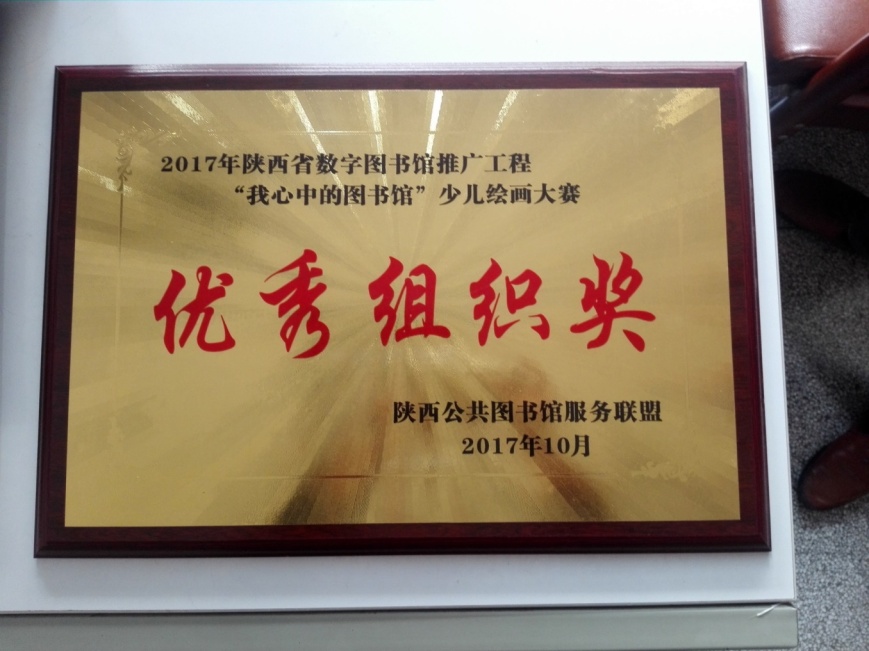 2017年陕西省数字图书馆推广工程
“我心中的图书馆”少儿绘画大赛
优秀组织奖
陕西公共图书馆服务联盟
2017年10月